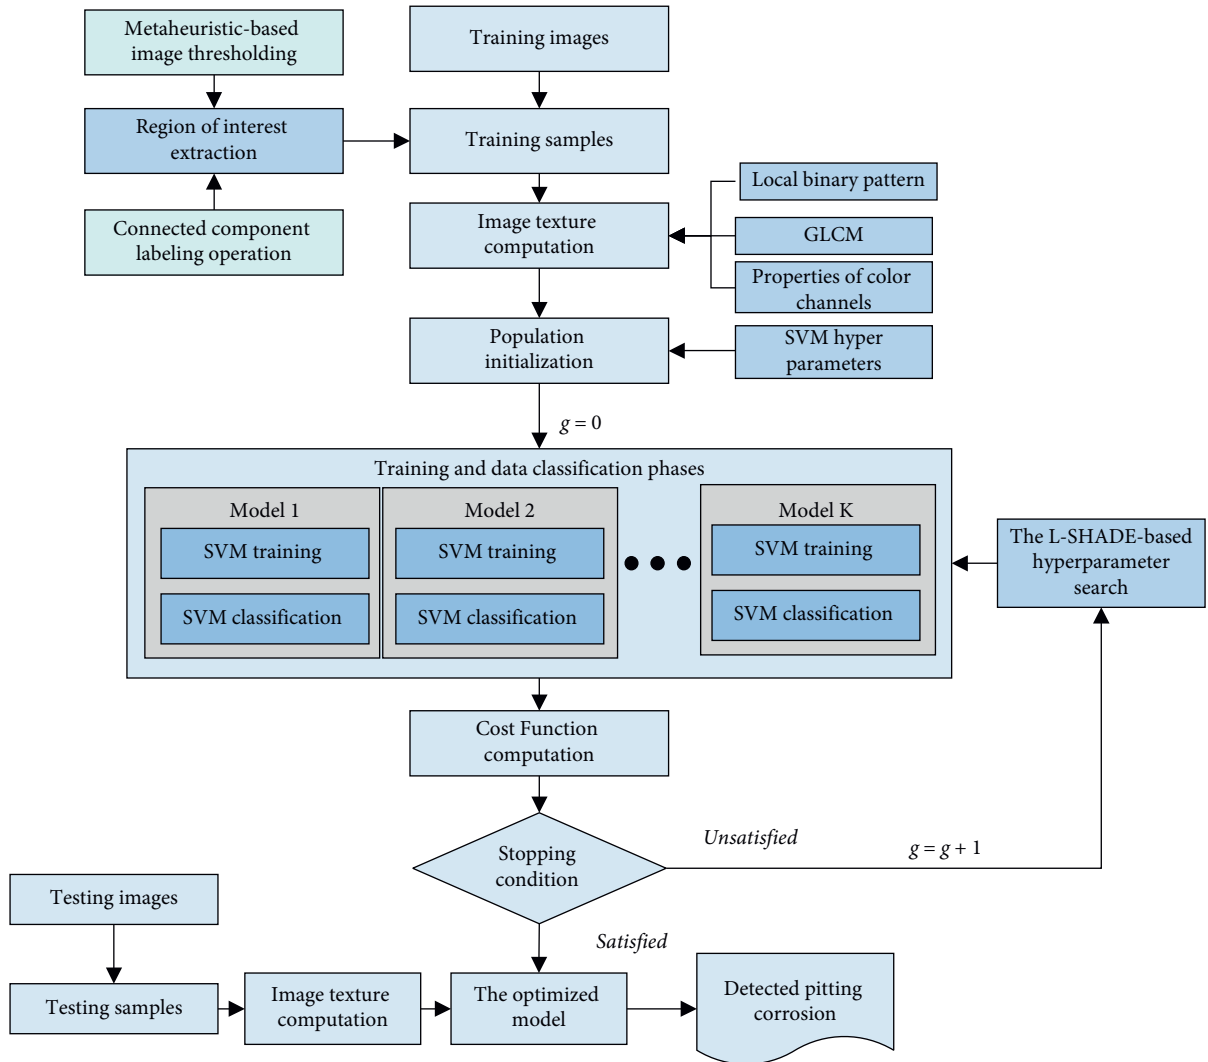 Metaheuristic-based
image thresholding
Training images
Region of interest
extraction
Training samples
Connected component
labeling operation
Image texture
computation
Local binary pattern
GLCM
Properties of color
channels
Population
initialization
SVM hyper
parameters
g = 0
Training and data classification phases
Model 1
SVM training
SVM classification
Model 2
SVM training
SVM classification
Model K
SVM training
SVM classification
The L-SHADE-based
hyperparameter
search
Cost Function
computation
Stopping
condition
Unsatisfied
g = g + 1
Satisfied
Testing images
Testing samples
Image texture
computation
The optimized
model
Detected pitting
corrosion